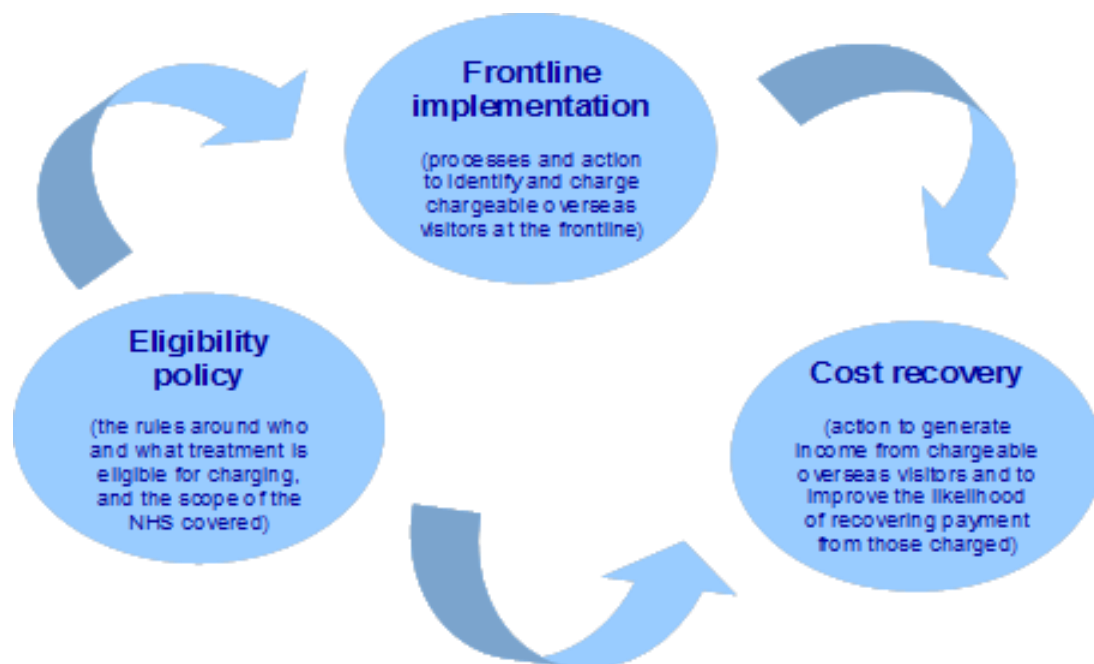 Frontline
implementation
(processes and action
to identify and charge
chargeable overseas
visitors at the frontline)
Eligibility
policy
(the rules around who
and what treatment is
eligible for charging,
and the scope of the
NHS covered)
Cost recovery
(action to generate
income from chargeable
overseas visitors and to
improve the likelihood
of recovering payment
from those charged)